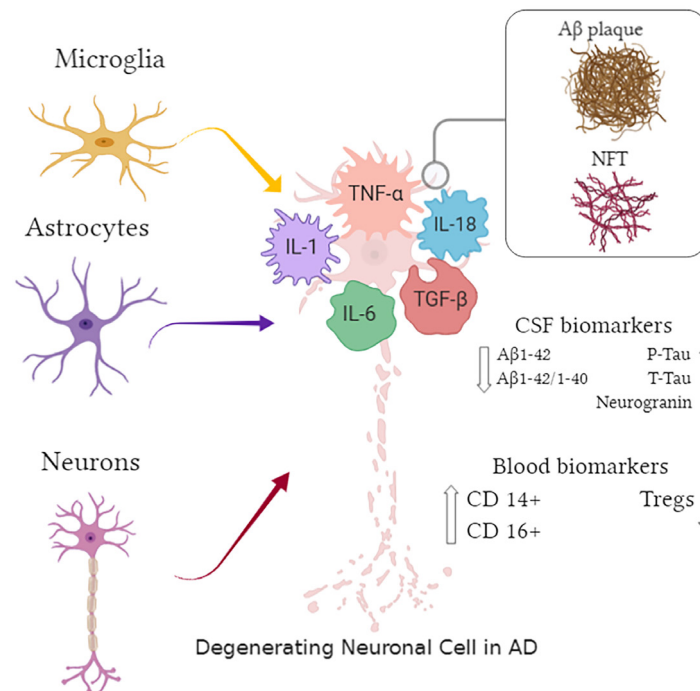 Microglia
Astrocytes
Neurons
TNF-α
IL-1
IL-18
IL-6
TGF-β
Aβ plaque
NFT
CSF biomarkers
Aβ1-42 P-Tau
Aβ1-42/1-40 T-Tau
Neurogranin
Blood biomarkers
CD 14+ Tregs
CD 16+
Degenerating Neuronal Cell in AD